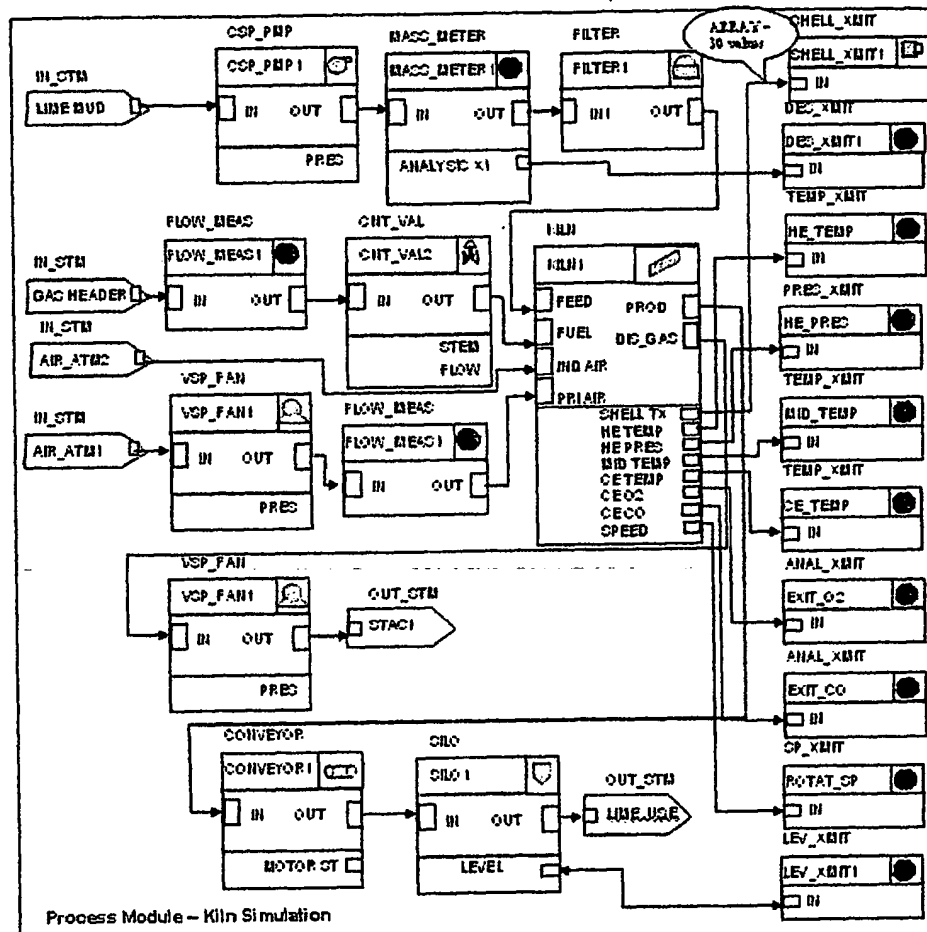 CSP_PMP
CSP_PMP1
IN OUT
PRES
IN_STM
LIME MUD
MASS_METER
MASS_METER1
IN OUT
ANALYSIS X1
FILTER
FILTER1
IN1 OUT
ARRAY-
30 values
SHELL_XMIT
SHELL_XMIT1
IN
DES_XMIT
DES_XMIT1
IN
TEMP_XMIT
HE_TEMP
IN
PRES_XMIT
HE_PRES
IN
TEMP_XMIT
MID_TEMP
IN
TEMP_XMIT
CE_TEMP
IN
ANAL_XMIT
EXIT_O2
IN
ANAL_XMIT
EXIT_CO
IN
SP_XMIT
ROTAT_SP
IN
LEV_XMIT
LEV_XMIT1
IN
IN_STM
GAS HEADER
FLOW_MEAS
FLOW_MEAS1
IN OUT
CNT_VAL
CNT_VAL2
IN OUT
STEM
FLOW
IN_STM
AIR_ATM2
IN_STM
AIR_ATM1
VSP_FAN
VSP_FAN1
IN OUT
PRES
FLOW_MEAS
FLOW_MEAS1
IN OUT
KILN
KILN1
FEED PROD
FUEL DIS_GAS
IND AIR
PRI AIR
SHELL TX
HE TEMP
HE PRES
MID TEMP
CE TEMP
CE O2
CE CO
SPEED
VSP_FAN
VSP_FAN1
IN OUT
PRES
OUT_STM
CONVEYOR
CONVEYOR1
IN OUT
MOTOR ST
SILO
SILO 1
IN OUT
LEVEL
OUT_STM
LIME USE
Process Module – Kiln Simulation